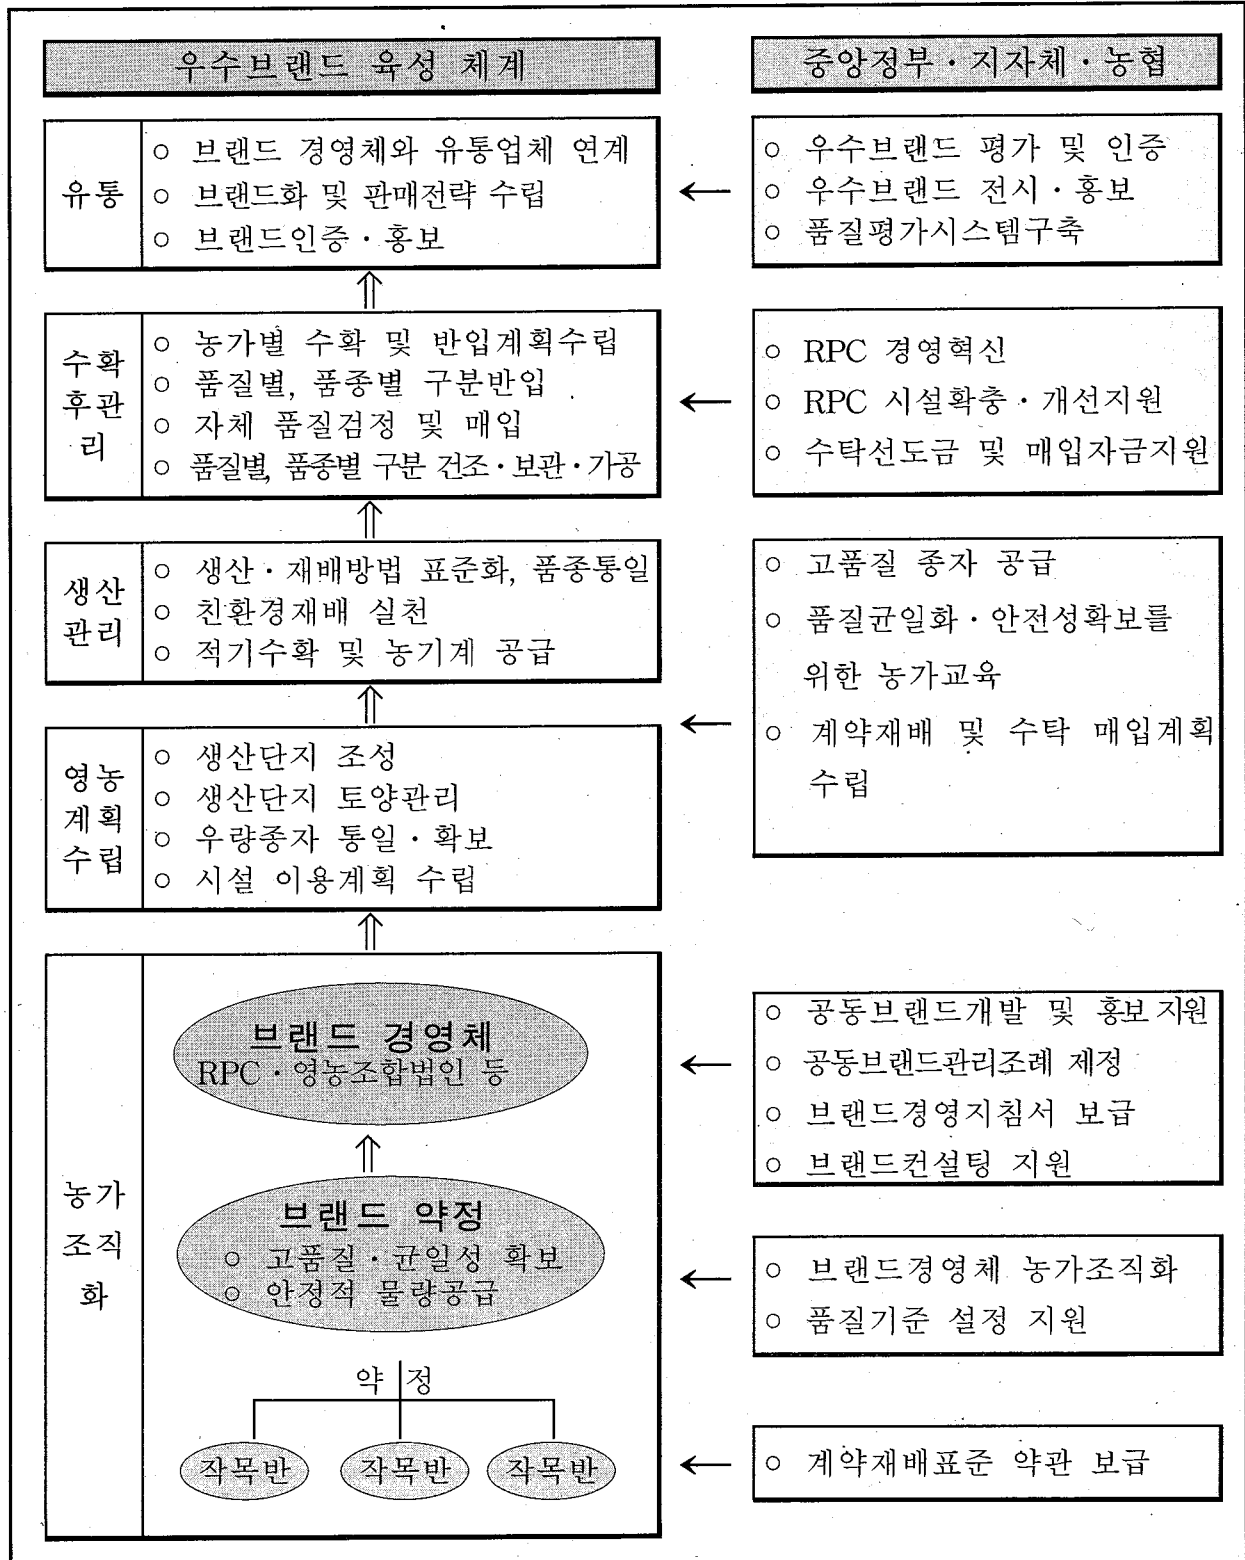 우수브랜드 육성 체계
중앙정부·지자체·농협
유통
○ 브랜드 경영체와 유통업체 연계
○ 브랜드화 및 판매전략 수립
○ 브랜드인증·홍보
○ 우수브랜드 평가 및 인증
○ 우수브랜드 전시·홍보
○ 품질평가시스템구축
수확
후관
리
○ 농가별 수확 및 반입계획수립
○ 품질별, 품종별 구분반입
○ 자체 품질검정 및 매입
○ 품질별, 품종별 구분 건조·보관·가공
○ RPC 경영혁신
○ RPC 시설확충·개선지원
○ 수탁선도금 및 매입자금지원
생산
관리
○ 생산·재배방법 표준화, 품종통일
○ 친환경재배 실천
○ 적기수확 및 농기계 공급
○ 고품질 종자 공급
○ 품질균일화·안전성확보를
위한 농가교육
○ 계약재배 및 수탁 매입계획
수립
영농
계획
수립
○ 생산단지 조성
○ 생산단지 토양관리
○ 우량종자 통일·확보
○ 시설 이용계획 수립
농가
조직
화
브랜드 경영체
RPC·영농조합법인 등
○ 공동브랜드개발 및 홍보 지원
○ 공동브랜드관리조례 제정
○ 브랜드경영지침서 보급
○ 브랜드컨설팅 지원
브랜드 약정
○ 고품질·균일성 확보
○ 안정적 물량공급
○ 브랜드경영체 농가조직화
○ 품질기준 설정 지원
약 정
작목반 작목반 작목반
○ 계약재배표준 약관 보급